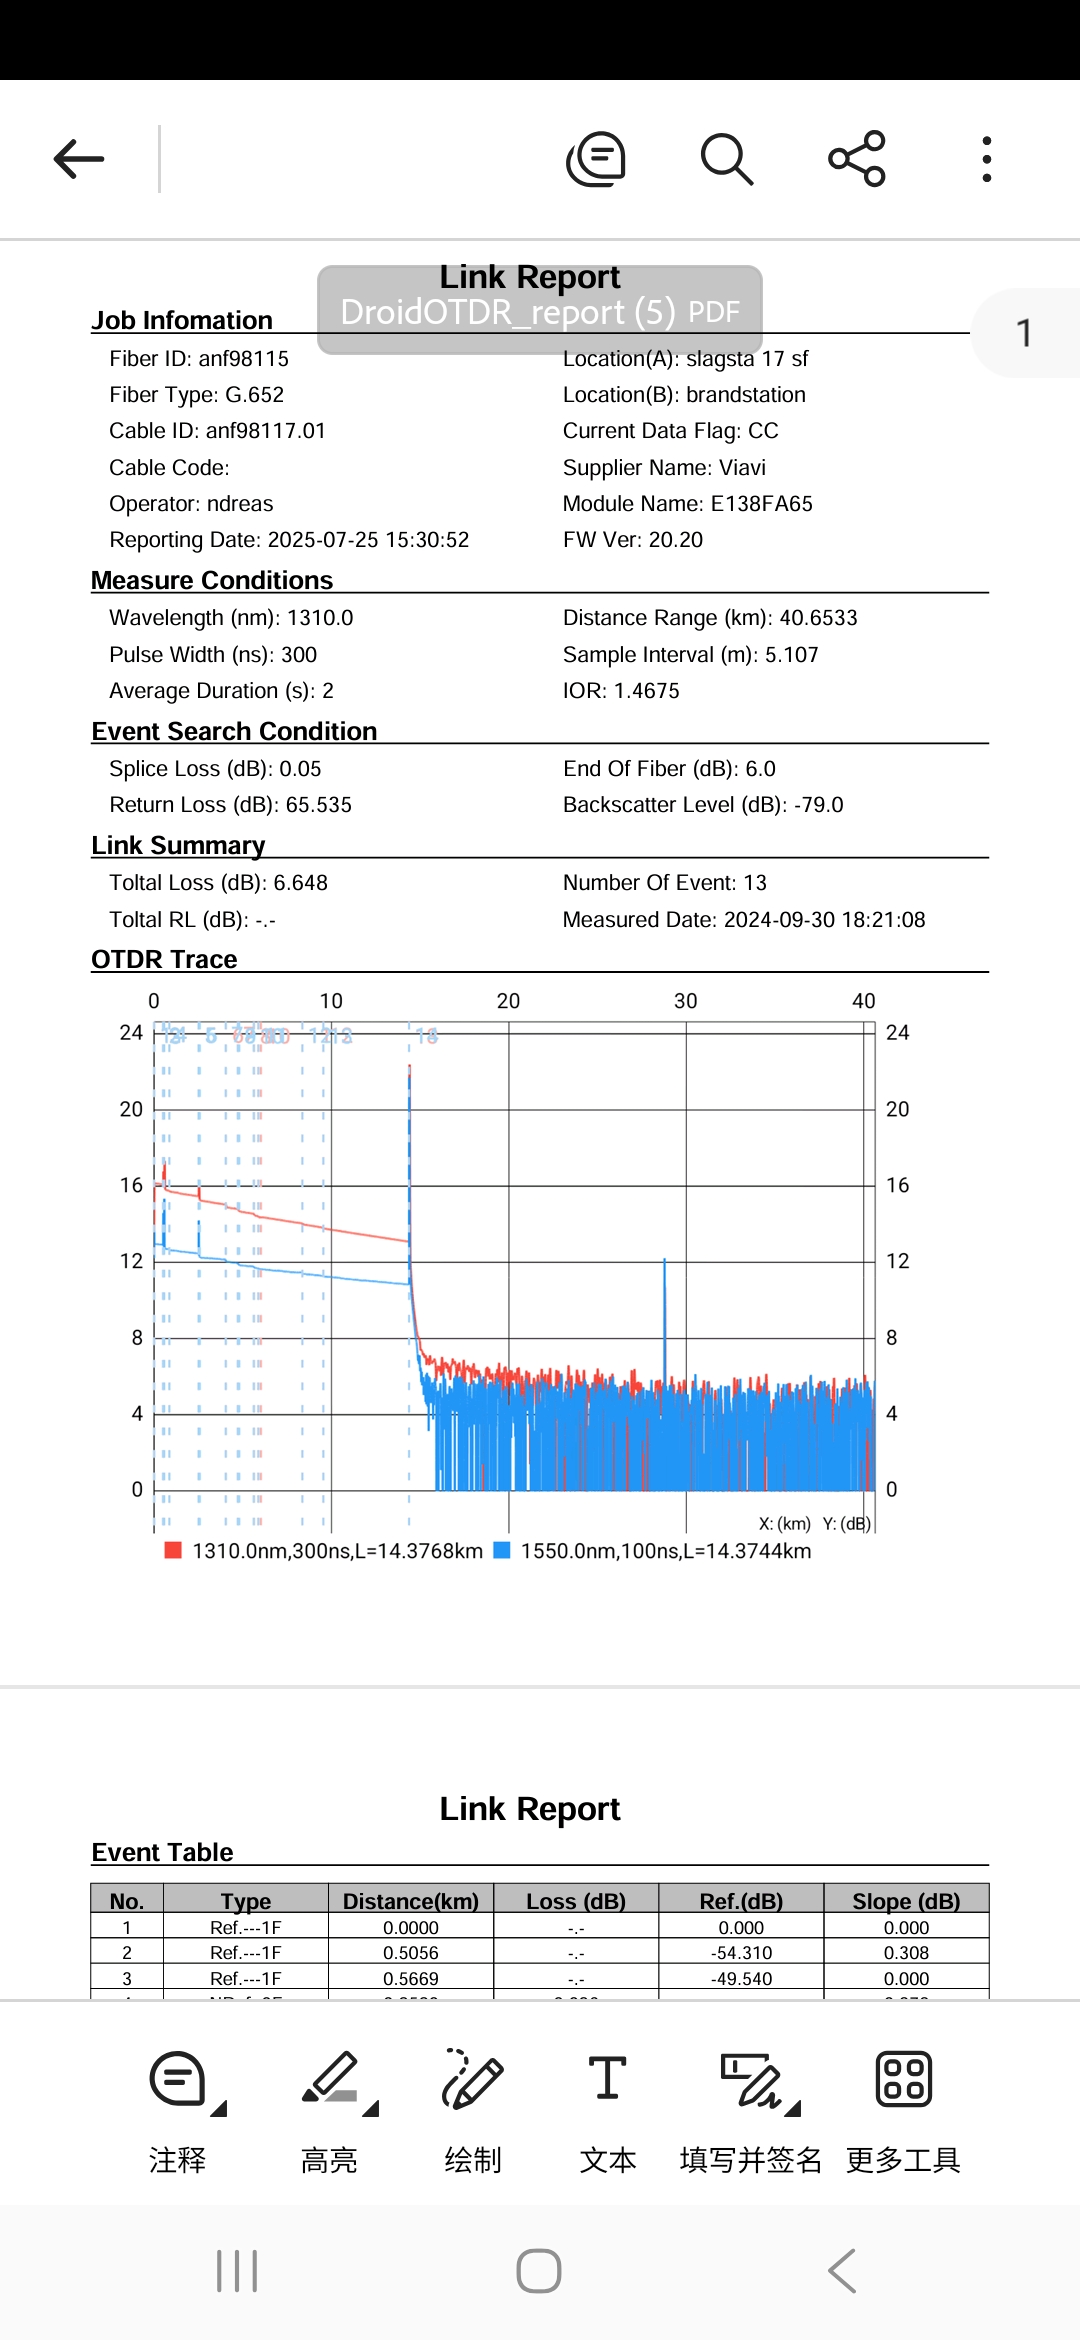 Link Report
DroidOTDR_report (5) PDF
1
Job Infomation
Fiber ID: anf98115 Location(A): slagsta 17 sf
Fiber Type: G.652 Location(B): brandstation
Cable ID: anf98117.01 Current Data Flag: CC
Cable Code: Supplier Name: Viavi
Operator: ndreas Module Name: E138FA65
Reporting Date: 2025-07-25 15:30:52 FW Ver: 20.20
Measure Conditions
Wavelength (nm): 1310.0 Distance Range (km): 40.6533
Pulse Width (ns): 300 Sample Interval (m): 5.107
Average Duration (s): 2 IOR: 1.4675
Event Search Condition
Splice Loss (dB): 0.05 End Of Fiber (dB): 6.0
Return Loss (dB): 65.535 Backscatter Level (dB): -79.0
Link Summary
Toltal Loss (dB): 6.648 Number Of Event: 13
Toltal RL (dB): -.- Measured Date: 2024-09-30 18:21:08
OTDR Trace
0 10 20 30 40
24 24
20 20
16 16
12 12
8 8
4 4
0 0
X: (km) Y: (dB)
1310.0nm,300ns,L=14.3768km 1550.0nm,100ns,L=14.3744km
Link Report
Event Table
No. Type Distance(km) Loss (dB) Ref.(dB) Slope (dB)
1 Ref.---1F 0.0000 -.- 0.000 0.000
2 Ref.---1F 0.5056 -.- -54.310 0.308
3 Ref.---1F 0.5669 -.- -49.540 0.000
注释 高亮 绘制 文本 填写并签名 更多工具